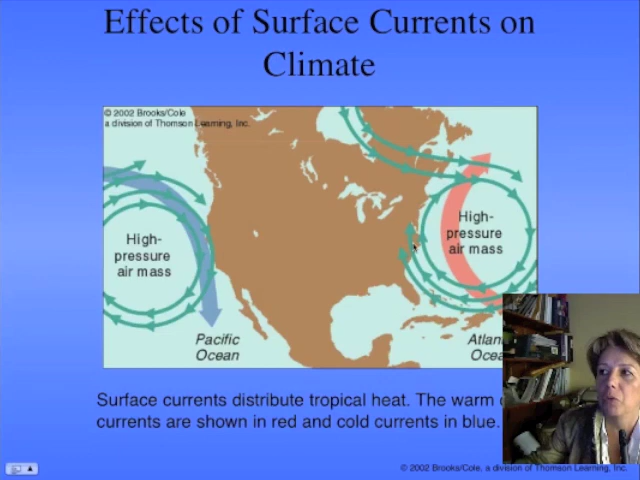 Effects of Surface Currents on
Climate
© 2002 Brooks/Cole
a division of Thomson Learning, Inc.
High-
pressure
air mass
High-
pressure
air mass
Pacific
Ocean
Surface currents distribute tropical heat. The warm
currents are shown in red and cold currents in blue.
© 2002 Brooks/Cole, a division of Thomson Learning, Inc.